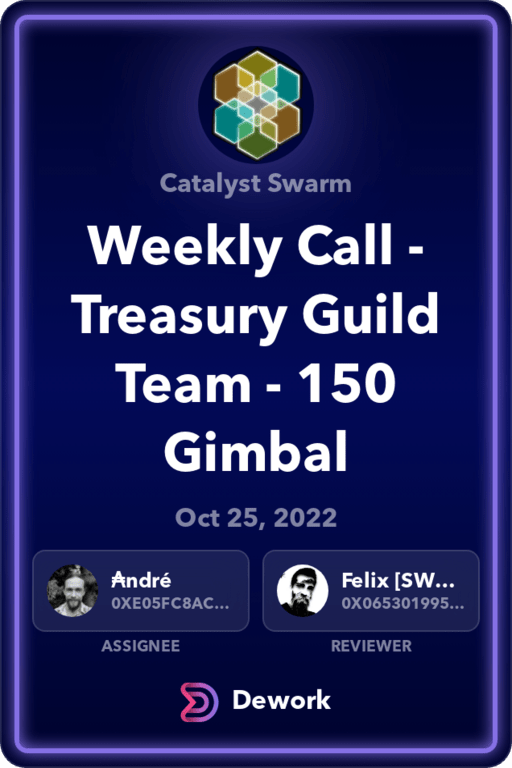 Catalyst Swarm
Weekly Call -
Treasury Guild
Team - 150
Gimbal
Oct 25, 2022
₳ndré
0XE05FC8AC...
Felix [SW...
0X065301995...
ASSIGNEE
REVIEWER
Dework